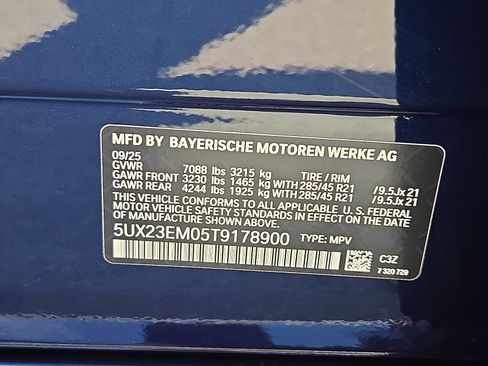 MFD BY BAYERISCHE MOTOREN WERKE AG
09/25
GVWR 7088 lbs 3215 kg TIRE / RIM
GAWR FRONT 3230 lbs 1465 kg WITH 285/45 R21 /9.5Jx21
GAWR REAR 4244 lbs 1925 kg WITH 285/45 R21 /9.5Jx21
THIS VEHICLE CONFORMS TO ALL APPLICABLE U.S. FEDERAL
MOTOR VEHICLE SAFETY STANDARDS IN EFFECT ON THE DATE
OF MANUFACTURE SHOWN ABOVE.
5UX23EM05T9178900 TYPE: MPV
C3Z
7 320 729